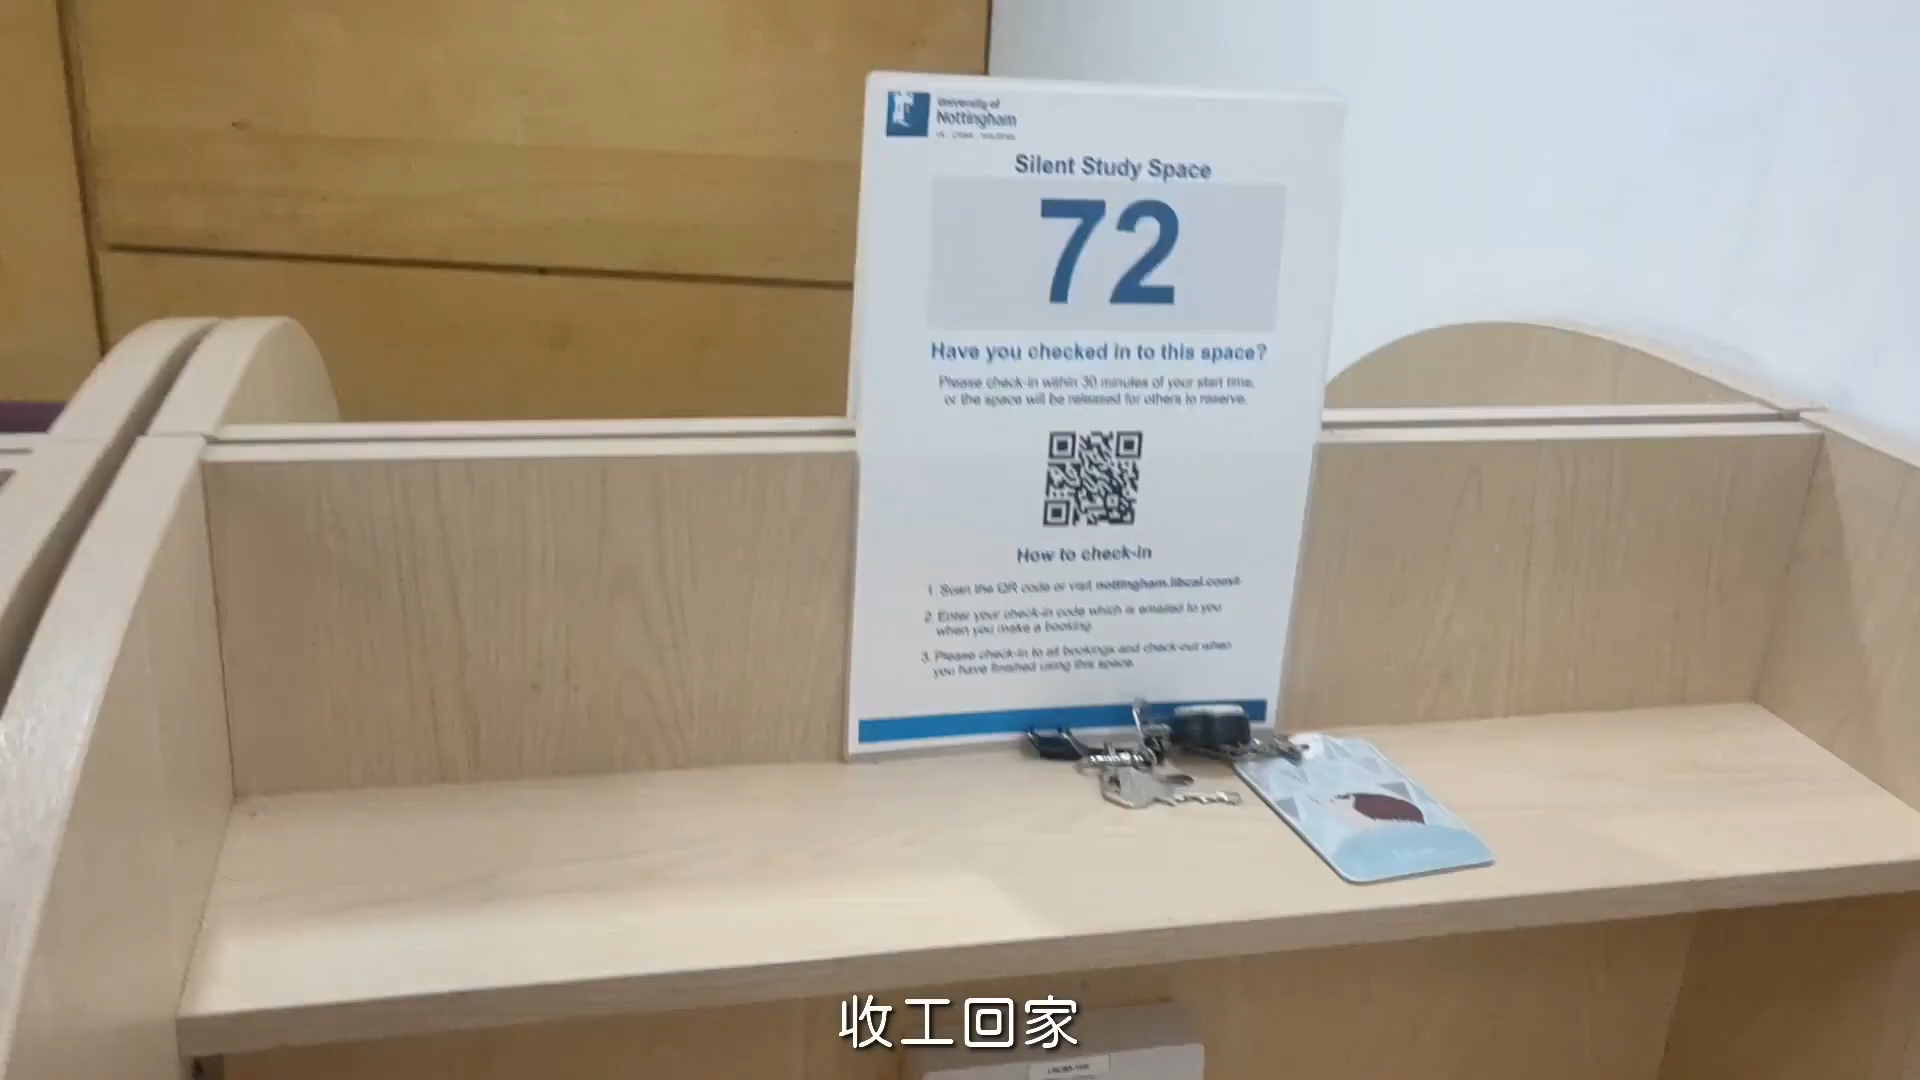 University of
Nottingham
UK CHINA MALAYSIA
Silent Study Space
72
Have you checked in to this space?
Please check-in within 30 minutes of your start time,
or the space will be released for others to reserve.
How to check-in
1. Scan the QR code or visit nottingham.libcal.com/r
2. Enter your check-in code which is emailed to you
when you make a booking.
3. Please check-in to all bookings and check-out when
you have finished using this space.
收工回家